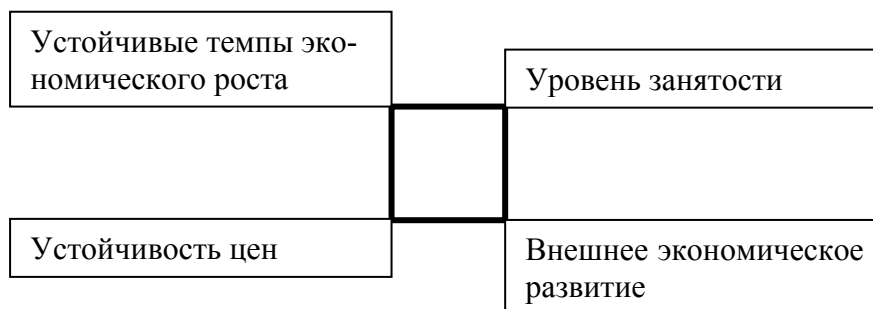 Устойчивые темпы эко-
номического роста
Уровень занятости
Устойчивость цен
Внешнее экономическое
развитие